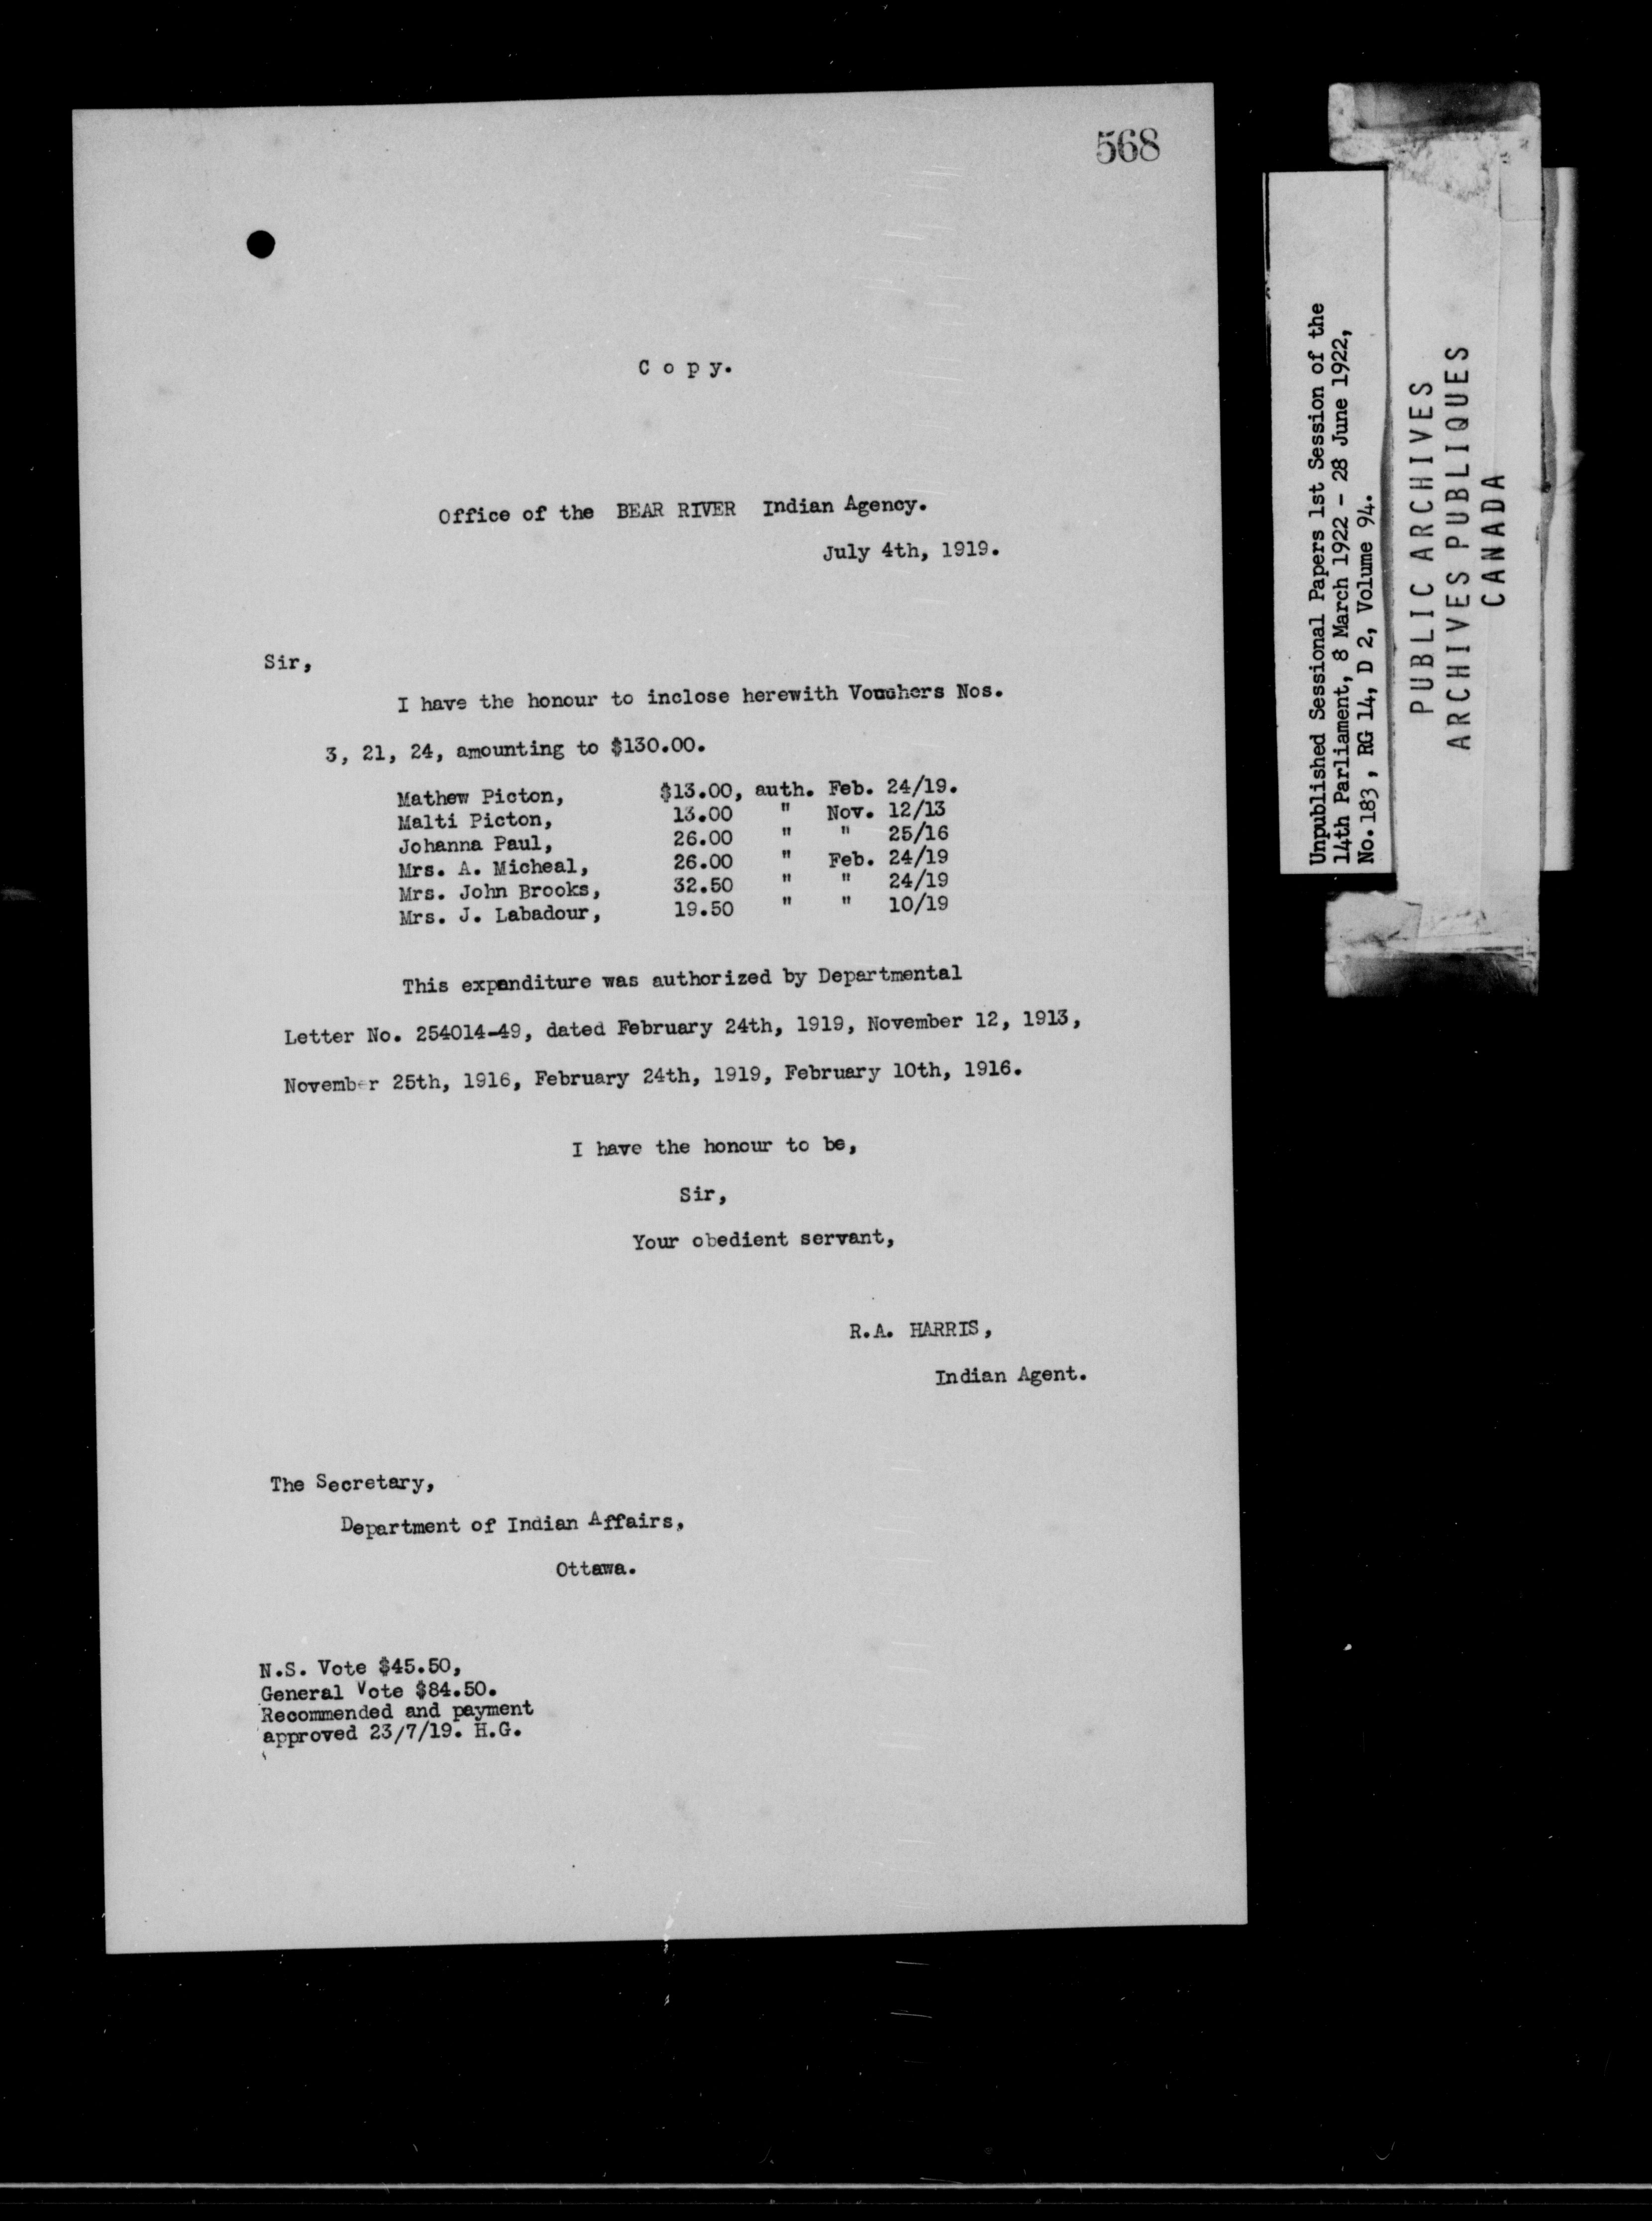 568
Copy.
Office of the BEAR RIVER Indian Agency.
July 4th, 1919.
Sir,
I have the honour to inclose herewith Vouchers Nos.
3, 21, 24, amounting to $130.00.
Mathew Picton, $13.00, auth. Feb. 24/19.
Malti Picton, 13.00 " Nov. 12/13
Johanna Paul, 26.00 " " 25/16
Mrs. A. Micheal, 26.00 " Feb. 24/19
Mrs. John Brooks, 32.50 " " 24/19
Mrs. J. Labadour, 19.50 " " 10/19
This expenditure was authorized by Departmental
Letter No. 254014-49, dated February 24th, 1919, November 12, 1913,
November 25th, 1916, February 24th, 1919, February 10th, 1916.
I have the honour to be,
Sir,
Your obedient servant,
R.A. HARRIS,
Indian Agent.
The Secretary,
Department of Indian Affairs,
Ottawa.
N.S. Vote $45.50,
General Vote $84.50.
Recommended and payment
approved 23/7/19. H.G.
Unpublished Sessional Papers 1st Session of the
14th Parliament, 8 March 1922 - 28 June 1922,
No. 183, RG 14, D 2, Volume 94.
PUBLIC ARCHIVES
ARCHIVES PUBLIQUES
CANADA